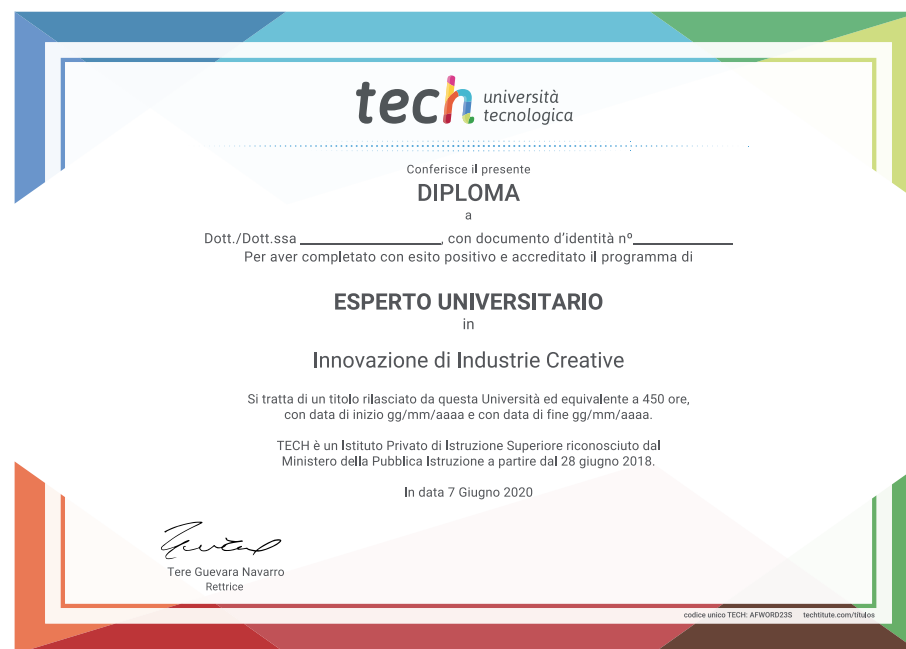 tech università
tecnologica
Conferisce il presente
DIPLOMA
a
Dott./Dott.ssa ____________________, con documento d'identità nº______________
Per aver completato con esito positivo e accreditato il programma di
ESPERTO UNIVERSITARIO
in
Innovazione di Industrie Creative
Si tratta di un titolo rilasciato da questa Università ed equivalente a 450 ore,
con data di inizio gg/mm/aaaa e con data di fine gg/mm/aaaa.
TECH è un Istituto Privato di Istruzione Superiore riconosciuto dal
Ministero della Pubblica Istruzione a partire dal 28 giugno 2018.
In data 7 Giugno 2020
Tere Guevara Navarro
Rettrice
codice unico TECH: AFWORD23S techtitute.com/títulos